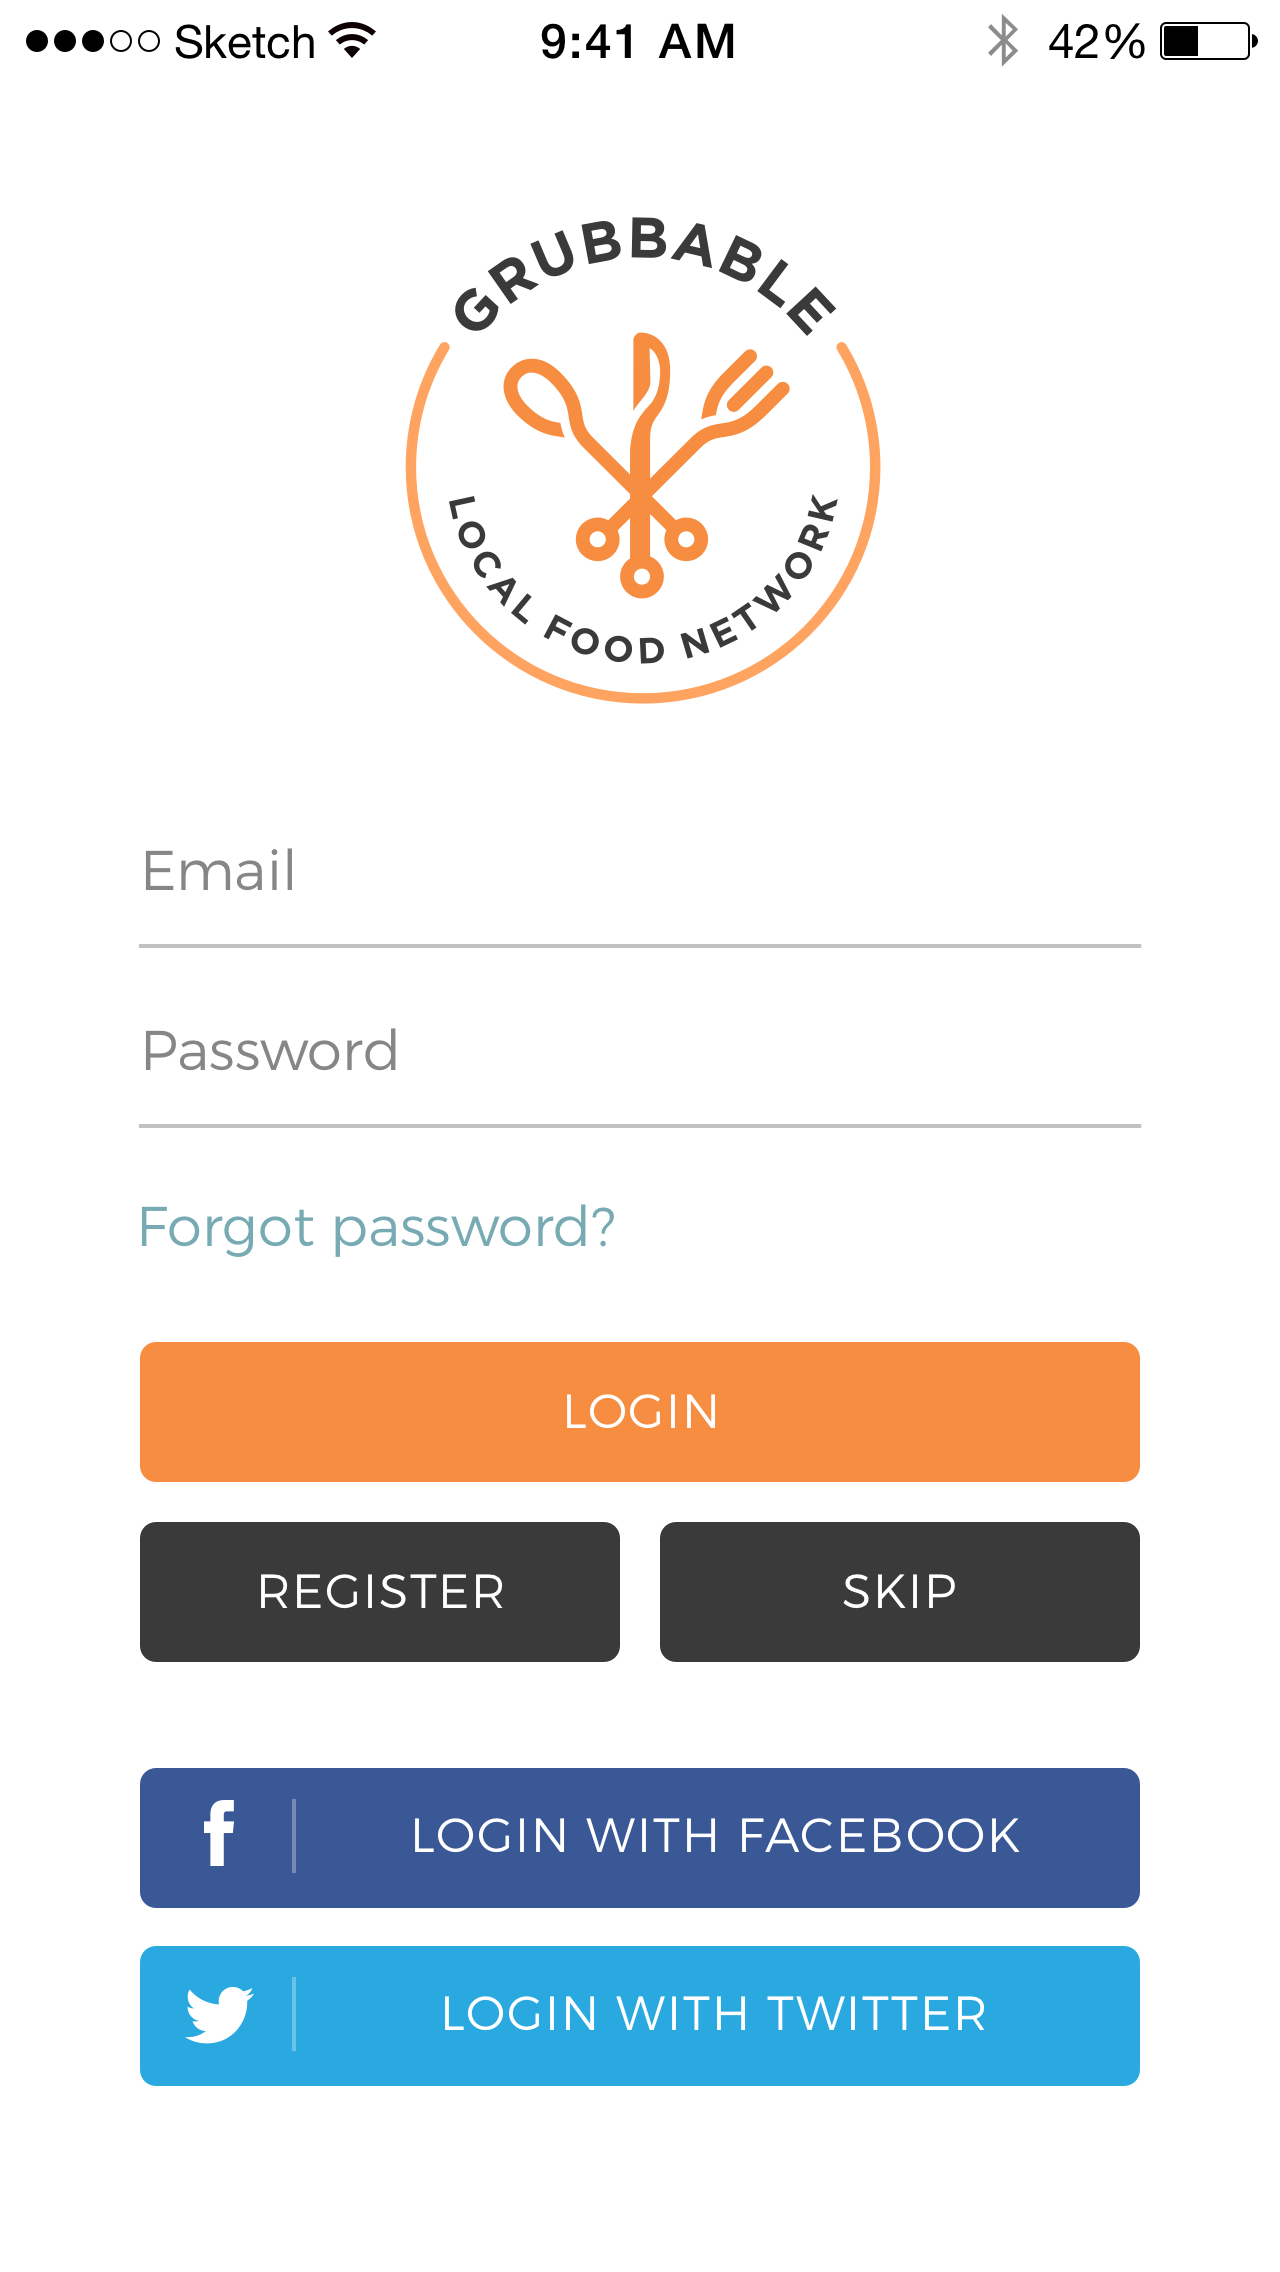 Sketch 9:41 AM 42%
GRUBBABLE
LOCAL FOOD NETWORK
Email
Password
Forgot password?
LOGIN
REGISTER SKIP
LOGIN WITH FACEBOOK
LOGIN WITH TWITTER